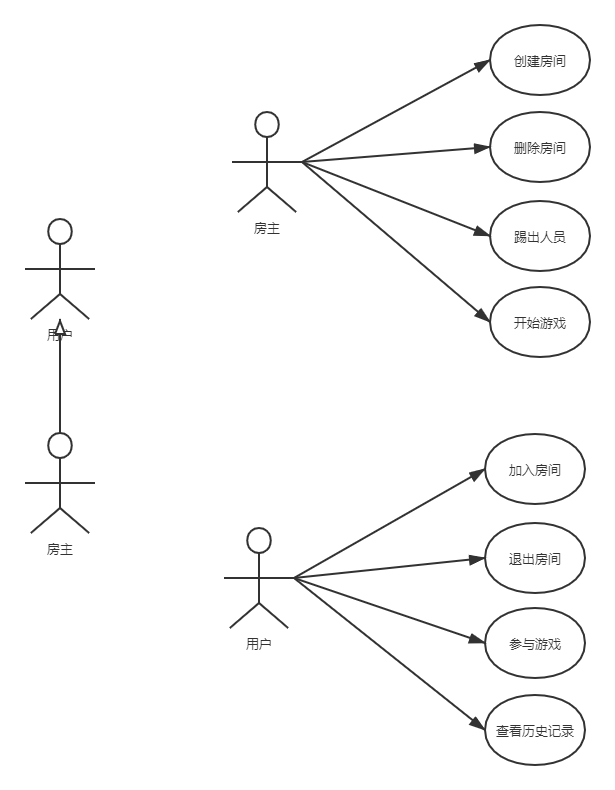 创建房间
删除房间
房主
踢出人员
开始游戏
用户
房主
加入房间
退出房间
用户
参与游戏
查看历史记录